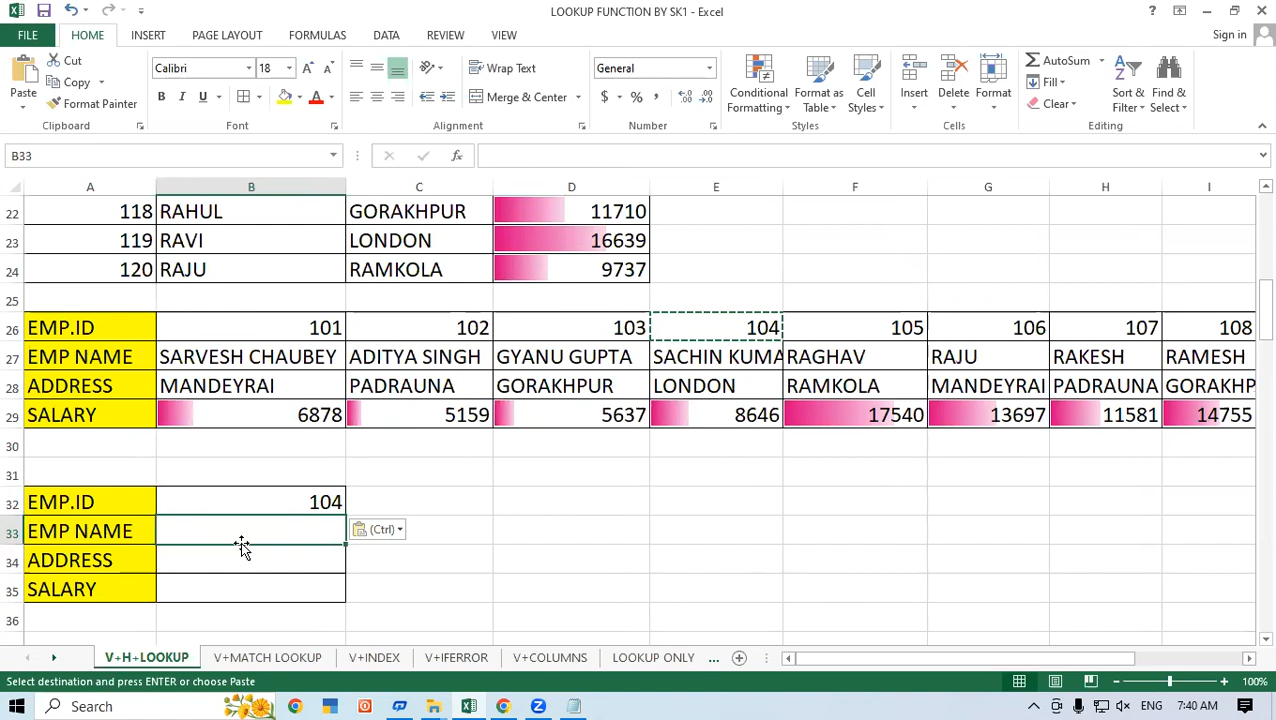 LOOKUP FUNCTION BY SK1 - Excel
FILE HOME INSERT PAGE LAYOUT FORMULAS DATA REVIEW VIEW Sign in
Cut Calibri 18 Wrap Text General AutoSum
Copy Fill
Paste Format Painter B I U A Merge & Center $ % , Conditional Formatting Format as Table Cell Styles Insert Delete Format Clear Sort & Filter Find & Select
Clipboard Font Alignment Number Styles Cells Editing
B33 fx
A B C D E F G H I
22 118 RAHUL GORAKHPUR 11710
23 119 RAVI LONDON 16639
24 120 RAJU RAMKOLA 9737
25
26 EMP.ID 101 102 103 104 105 106 107 108
27 EMP NAME SARVESH CHAUBEY ADITYA SINGH GYANU GUPTA SACHIN KUMA RAGHAV RAJU RAKESH RAMESH
28 ADDRESS MANDEYRAI PADRAUNA GORAKHPUR LONDON RAMKOLA MANDEYRAI PADRAUNA GORAKHP
29 SALARY 6878 5159 5637 8646 17540 13697 11581 14755
30
31
32 EMP.ID 104
33 EMP NAME (Ctrl)
34 ADDRESS
35 SALARY
36
V+H+LOOKUP V+MATCH LOOKUP V+INDEX V+IFERROR V+COLUMNS LOOKUP ONLY ...
Select destination and press ENTER or choose Paste 100%
Search ENG 7:40 AM